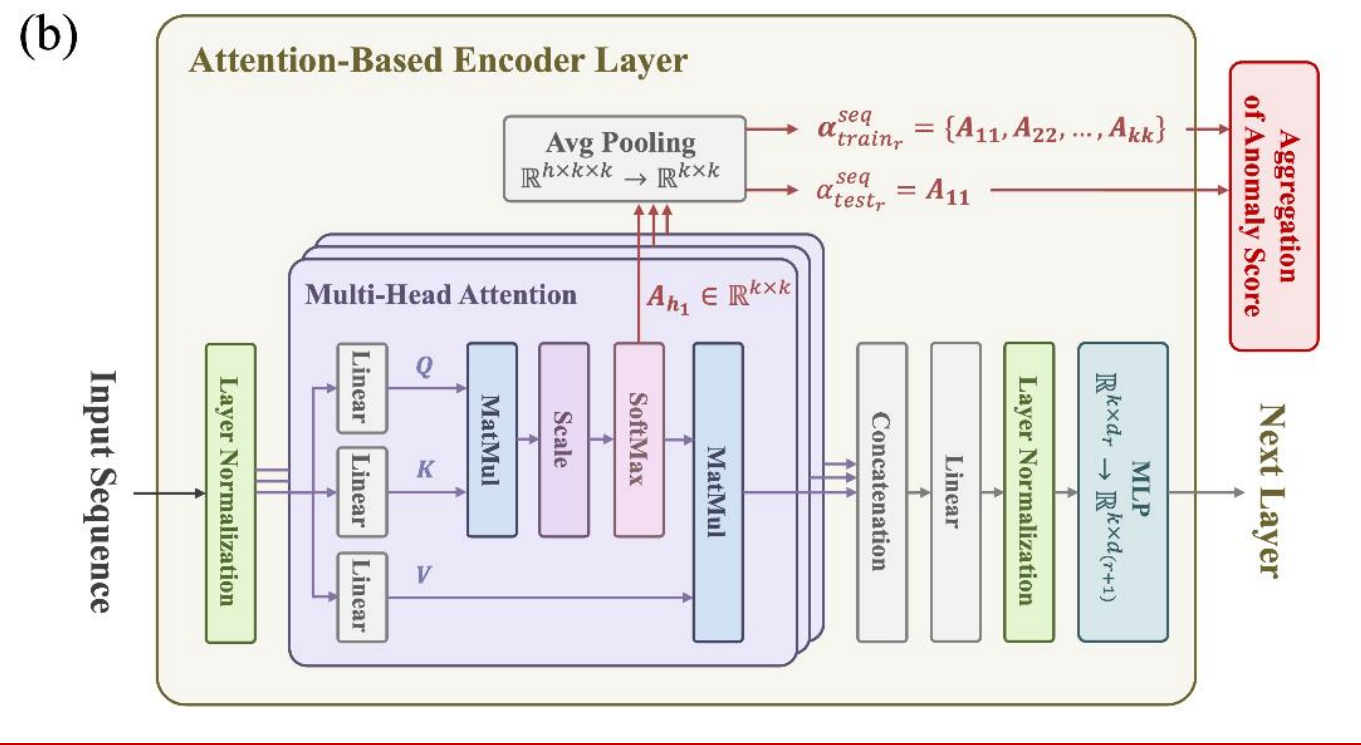 (b)
Attention-Based Encoder Layer
Avg Pooling
ℝ^{h×k×k} → ℝ^{k×k}
α^{seq}_{train_r} = {A_{11}, A_{22}, ..., A_{kk}}
α^{seq}_{test_r} = A_{11}
Aggregation
of Anomaly Score
Multi-Head Attention
A_{h_1} ∈ ℝ^{k×k}
Input Sequence
Layer Normalization
Linear
Q
Linear
K
Linear
V
MatMul
Scale
SoftMax
MatMul
Concatenation
Linear
Layer Normalization
MLP
ℝ^{k×d_r} → ℝ^{k×d_{(r+1)}}
Next Layer